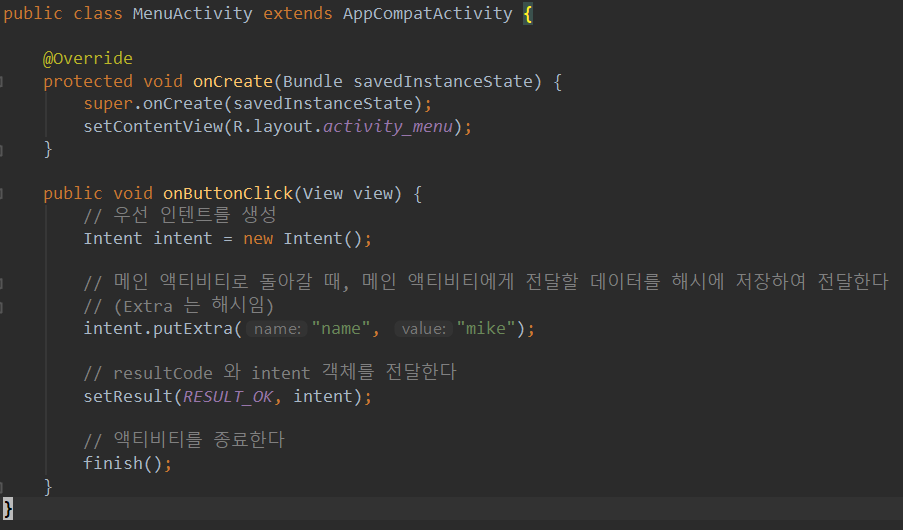 public class MenuActivity extends AppCompatActivity {
@Override
protected void onCreate(Bundle savedInstanceState) {
super.onCreate(savedInstanceState);
setContentView(R.layout.activity_menu);
}
public void onButtonClick(View view) {
// 우선 인텐트를 생성
Intent intent = new Intent();
// 메인 액티비티로 돌아갈 때, 메인 액티비티에게 전달할 데이터를 해시에 저장하여 전달한다
// (Extra 는 해시임)
intent.putExtra( name: "name", value: "mike");
// resultCode 와 intent 객체를 전달한다
setResult(RESULT_OK, intent);
// 액티비티를 종료한다
finish();
}
}